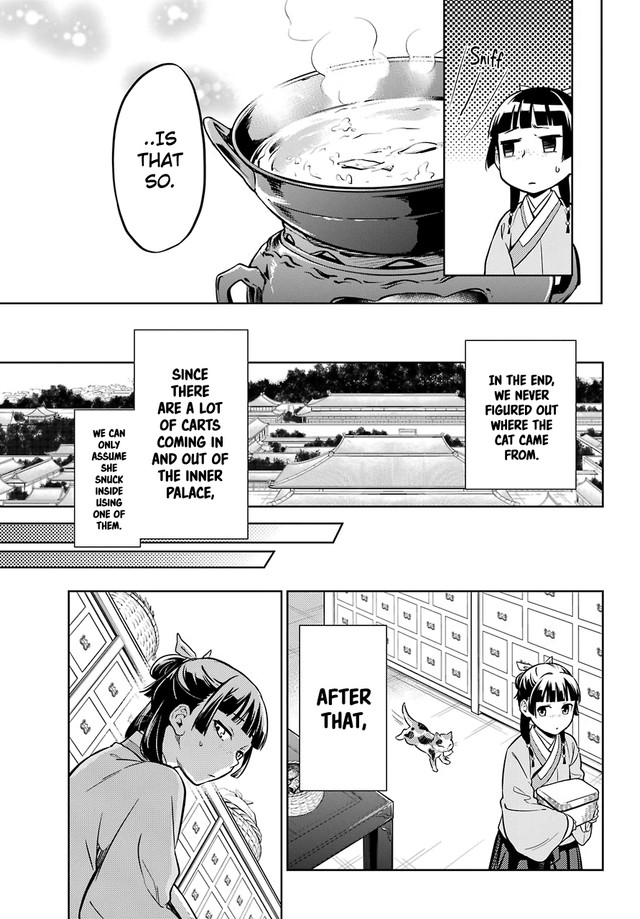 Sniff
..IS
THAT
SO.
IN THE END,
WE NEVER
FIGURED OUT
WHERE THE
CAT CAME
FROM.
SINCE
THERE
ARE A LOT
OF CARTS
COMING IN
AND OUT OF
THE INNER
PALACE,
WE CAN
ONLY
ASSUME
SHE
SNUCK
INSIDE
USING
ONE OF
THEM.
AFTER
THAT,